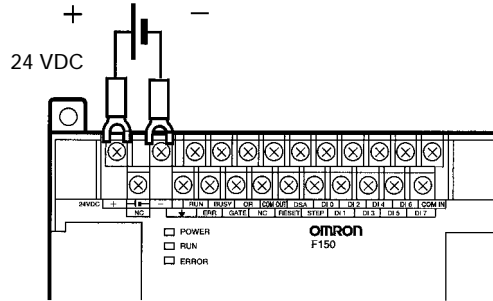 + −
24 VDC
24VDC + − RUN BUSY OR COM OUT DSA DI 0 DI 2 DI 4 DI 6 COM IN
NC ERR GATE NC RESET STEP DI 1 DI 3 DI 5 DI 7
POWER
RUN
ERROR
OMRON
F150